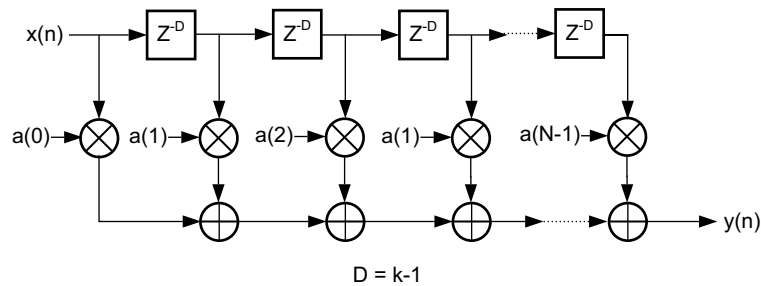 x(n) Z-D Z-D Z-D Z-D
a(0) a(1) a(2) a(1) a(N-1)
y(n)
D = k-1